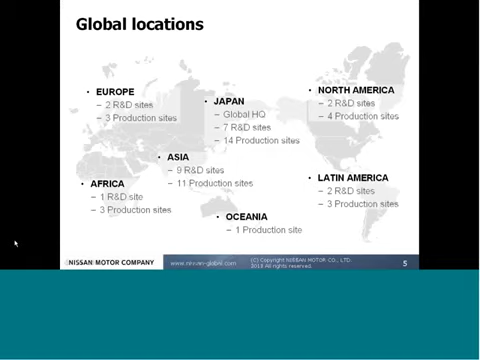 Global locations
• EUROPE
– 2 R&D sites
– 3 Production sites
• JAPAN
– Global HQ
– 7 R&D sites
– 14 Production sites
• NORTH AMERICA
– 2 R&D sites
– 4 Production sites
• ASIA
– 9 R&D sites
– 11 Production sites
• AFRICA
– 1 R&D site
– 3 Production sites
• LATIN AMERICA
– 2 R&D sites
– 3 Production sites
• OCEANIA
– 1 Production site
NISSAN MOTOR COMPANY
www.nissan-global.com
(C) Copyright NISSAN MOTOR CO., LTD.
2013 All rights reserved.
5